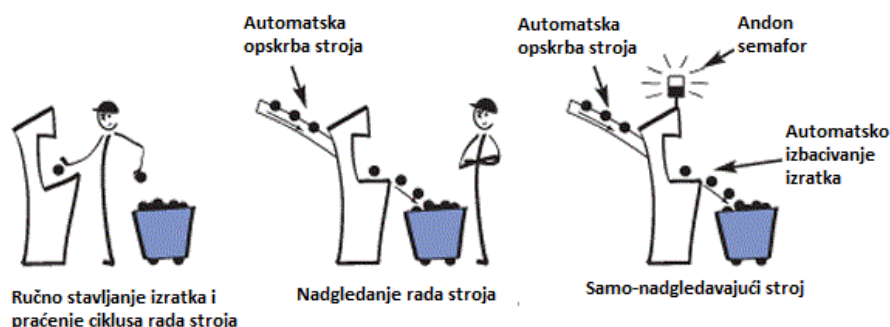 Automatska
opskrba stroja
Automatska
opskrba stroja
Andon
semafor
Automatsko
izbacivanje
izratka
Ručno stavljanje izratka i
praćenje ciklusa rada stroja
Nadgledanje rada stroja
Samo-nadgledavajući stroj